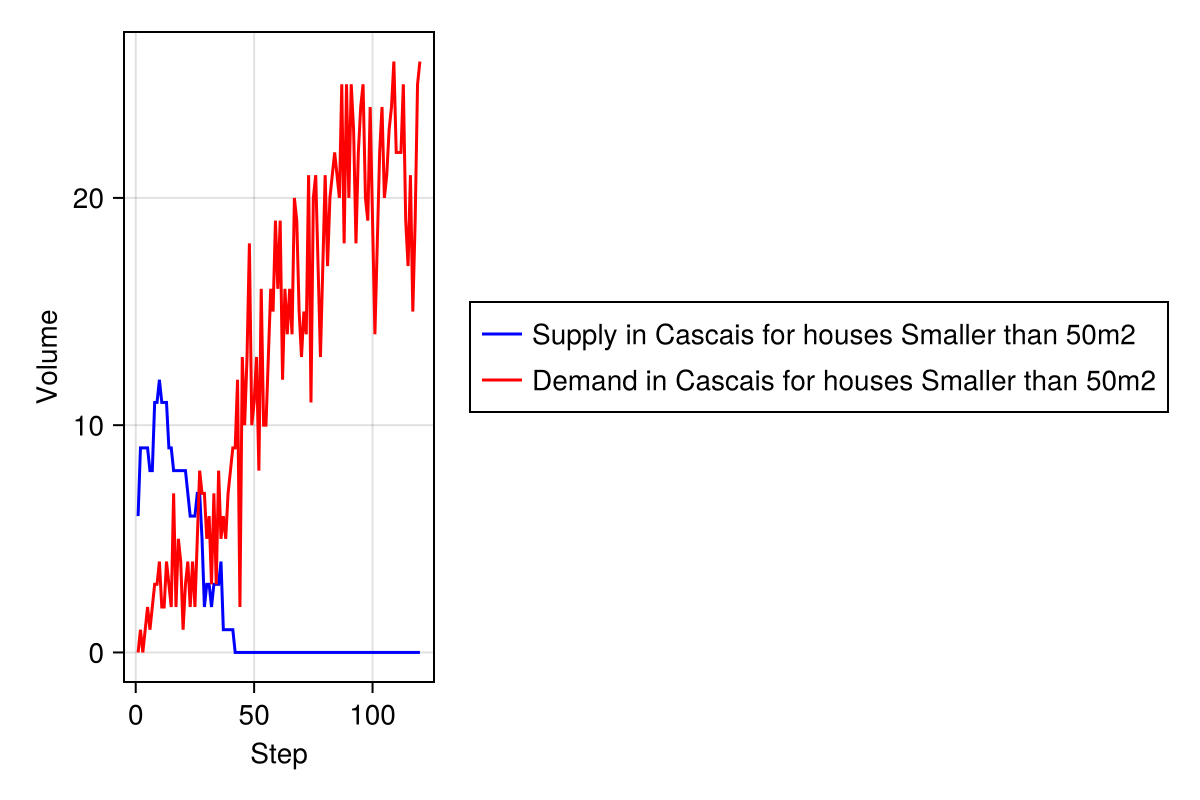 20
10
0
Volume
0 50 100
Step
Supply in Cascais for houses Smaller than 50m2
Demand in Cascais for houses Smaller than 50m2